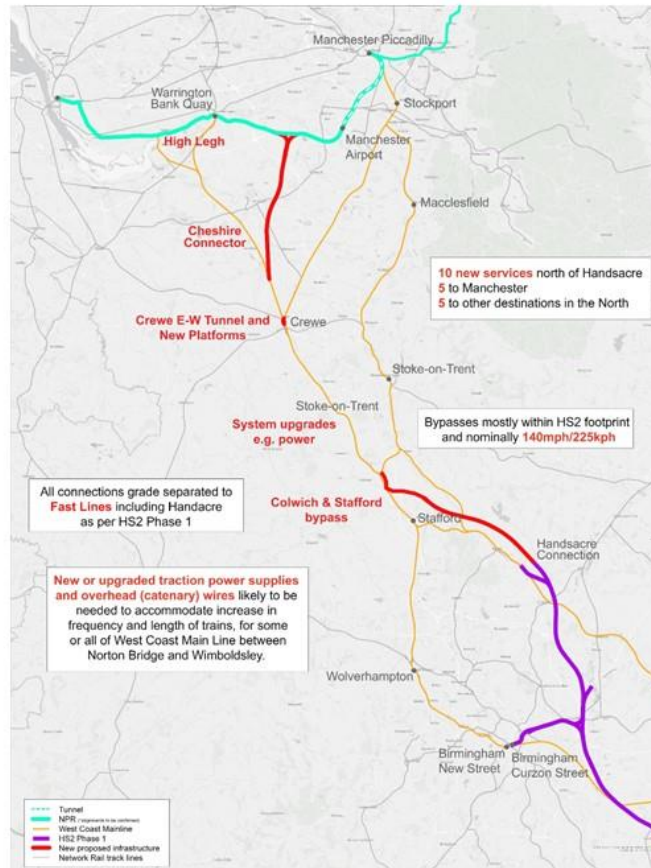 Manchester Piccadilly
Stockport
Warrington
Bank Quay
High Legh
Manchester
Airport
Macclesfield
Cheshire
Connector
10 new services north of Handsacre
5 to Manchester
5 to other destinations in the North
Crewe E-W Tunnel and
New Platforms
Crewe
Stoke-on-Trent
Stoke-on-Trent
System upgrades
e.g. power
Bypasses mostly within HS2 footprint
and nominally 140mph/225kph
All connections grade separated to
Fast Lines including Handacre
as per HS2 Phase 1
Colwich & Stafford
bypass
Stafford
Handsacre
Connection
New or upgraded traction power supplies
and overhead (catenary) wires likely to be
needed to accommodate increase in
frequency and length of trains, for some
or all of West Coast Main Line between
Norton Bridge and Wimboldsley.
Wolverhampton
Birmingham
New Street
Birmingham
Curzon Street
Tunnel
NPR
West Coast Mainline
HS2 Phase 1
New proposed infrastructure
Network Rail track lines